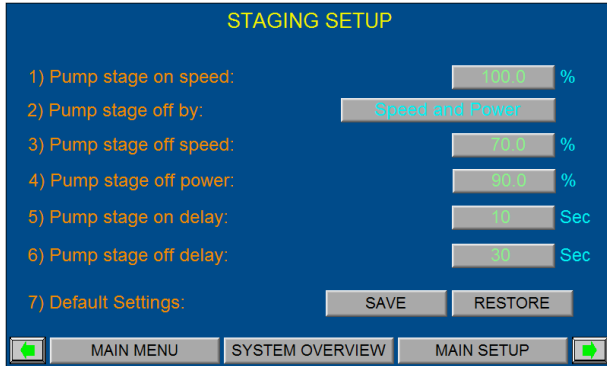 STAGING SETUP
1) Pump stage on speed: 100.0 %
2) Pump stage off by: Speed and Power
3) Pump stage off speed: 70.0 %
4) Pump stage off power: 90.0 %
5) Pump stage on delay: 10 Sec
6) Pump stage off delay: 30 Sec
7) Default Settings: SAVE RESTORE
MAIN MENU SYSTEM OVERVIEW MAIN SETUP